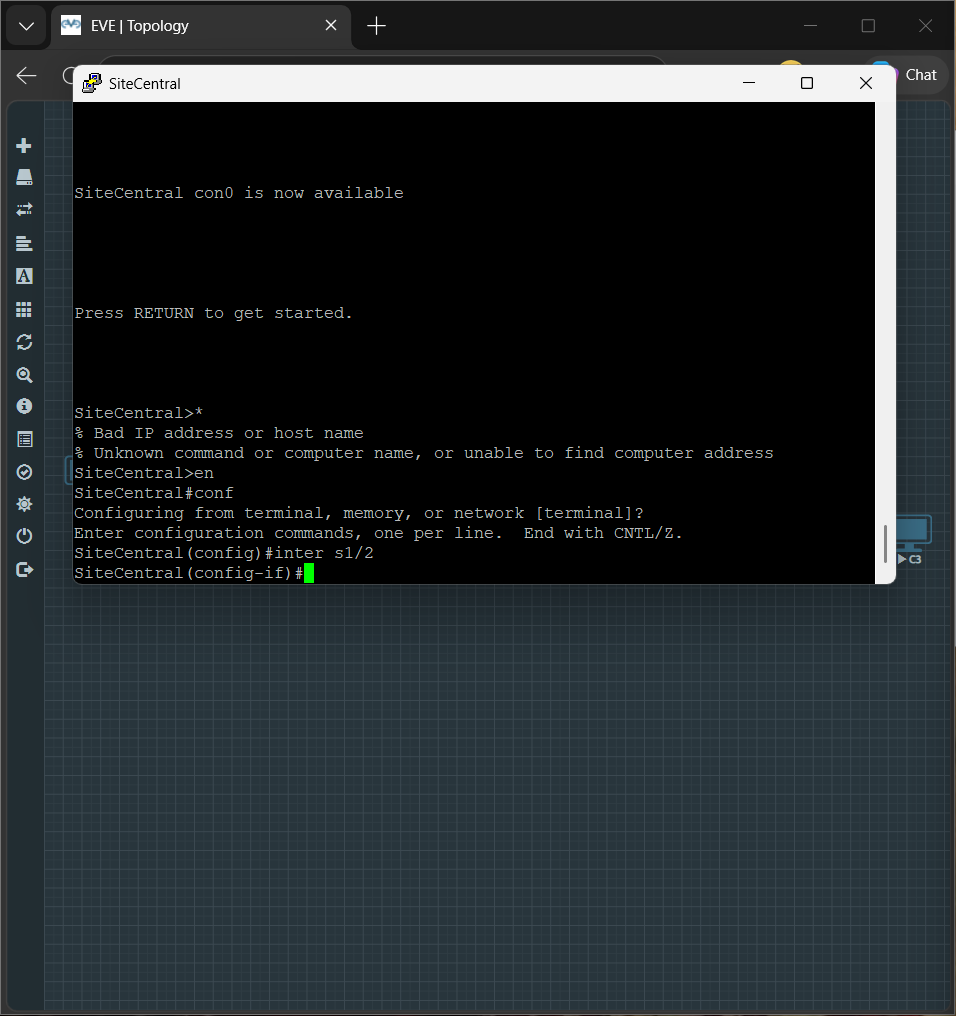 EVE | Topology
Chat
SiteCentral
SiteCentral con0 is now available
Press RETURN to get started.
SiteCentral>*
% Bad IP address or host name
% Unknown command or computer name, or unable to find computer address
SiteCentral>en
SiteCentral#conf
Configuring from terminal, memory, or network [terminal]?
Enter configuration commands, one per line.  End with CNTL/Z.
SiteCentral(config)#inter s1/2
SiteCentral(config-if)#
C3